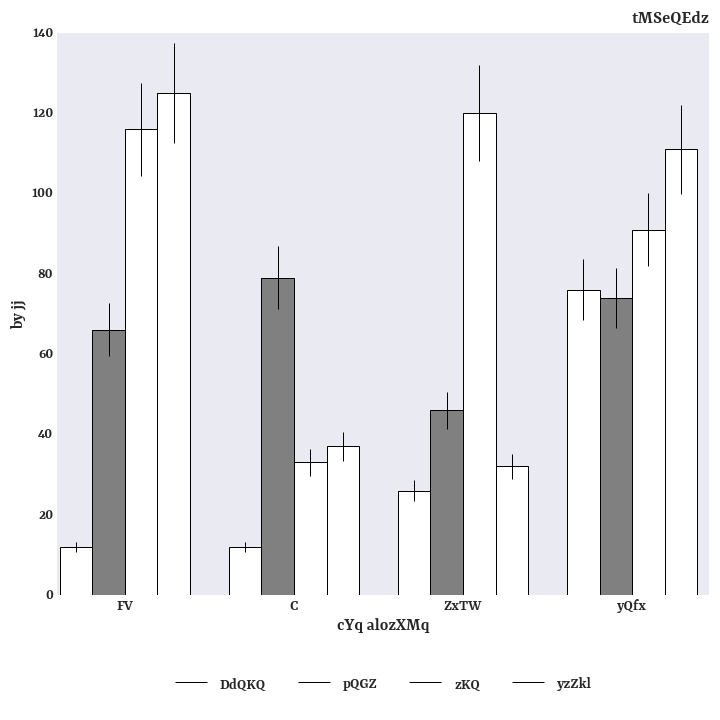 tMSeQEdz
140
120
100
80
60
40
20
0
by jj
FV C ZxTW yQfx
cYq alozXMq
DdQKQ pQGZ zKQ yzZkl